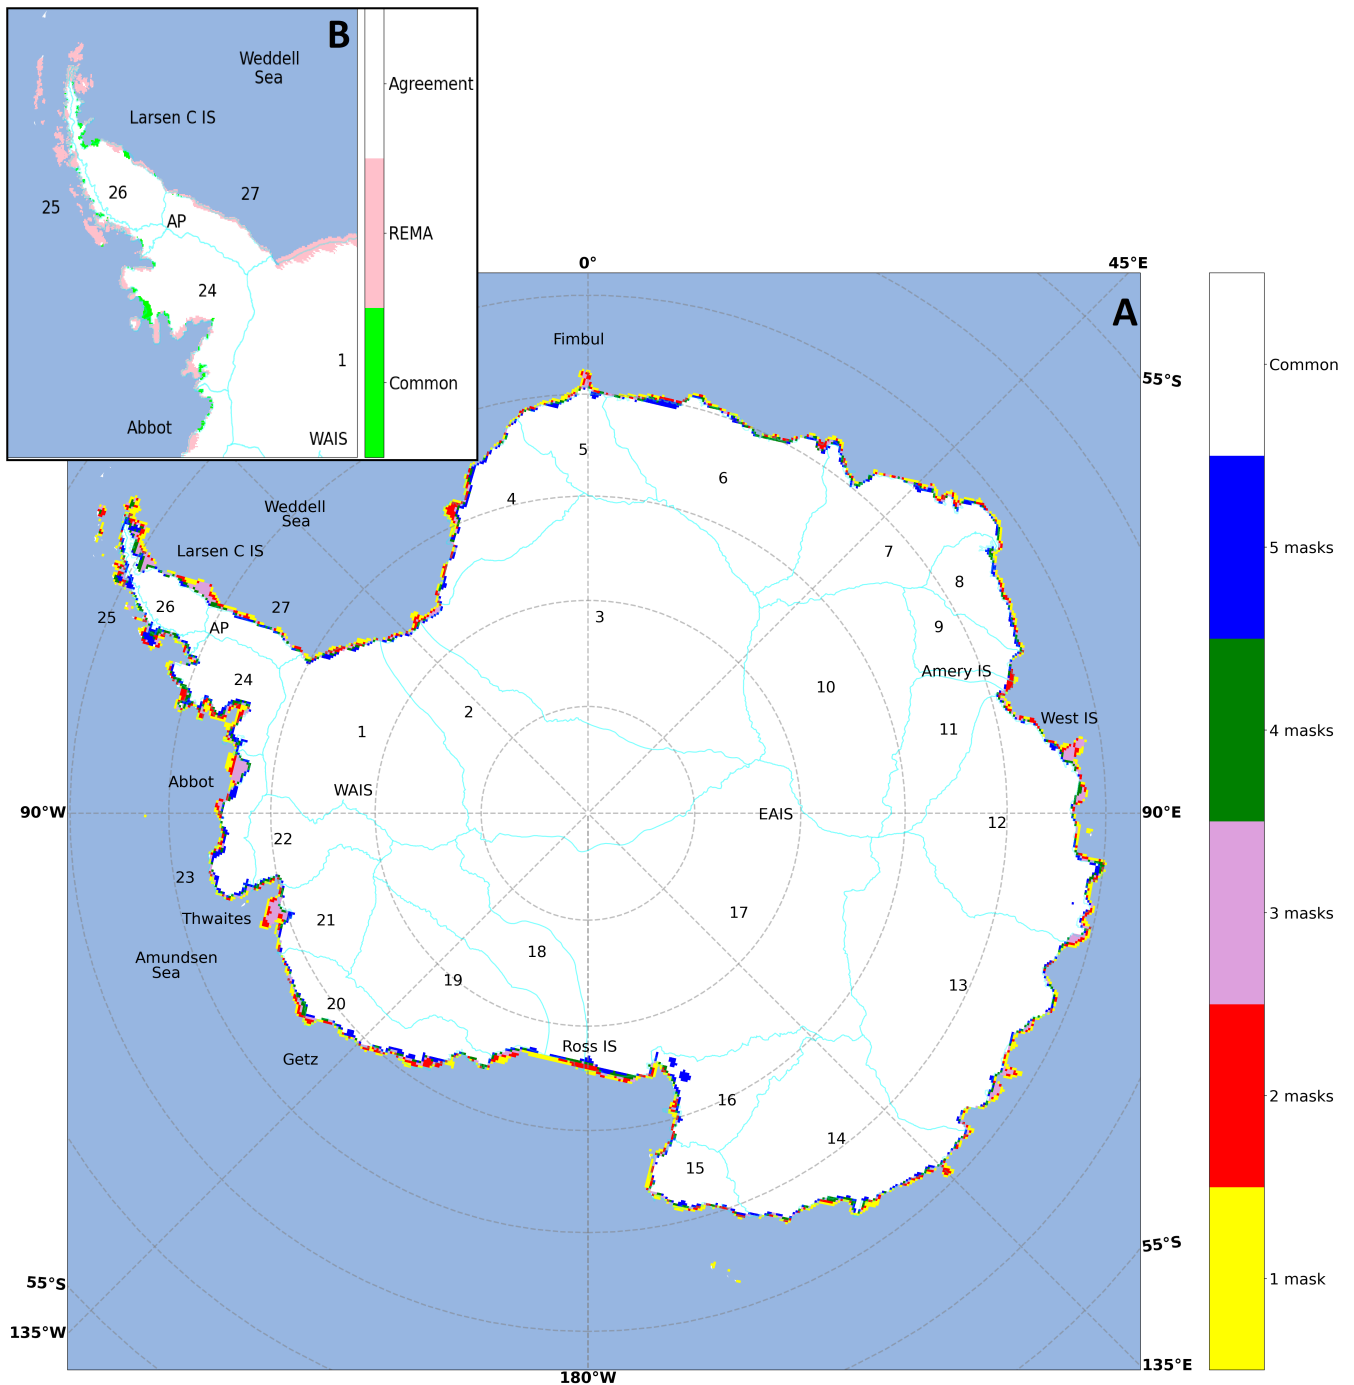 B
Weddell
Sea
Larsen C IS
26
27
25
AP
24
1
Abbot
WAIS
Agreement
REMA
Common
0°
45°E
A
55°S
Fimbul
5
6
4
Weddell
Sea
Larsen C IS
7
8
26
27
25
AP
3
9
24
Amery IS
10
2
1
11
West IS
Abbot
WAIS
90°W
EAIS
90°E
12
22
23
Thwaites
21
17
Amundsen
Sea
18
19
13
20
Getz
Ross IS
16
14
15
55°S
55°S
135°W
135°E
180°W
Common
5 masks
4 masks
3 masks
2 masks
1 mask